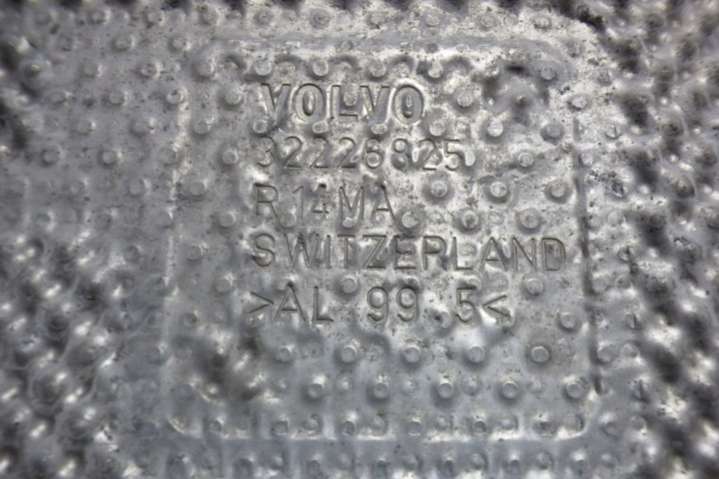 VOLVO
32226825
R14MA
SWITZERLAND
>AL 99.5<